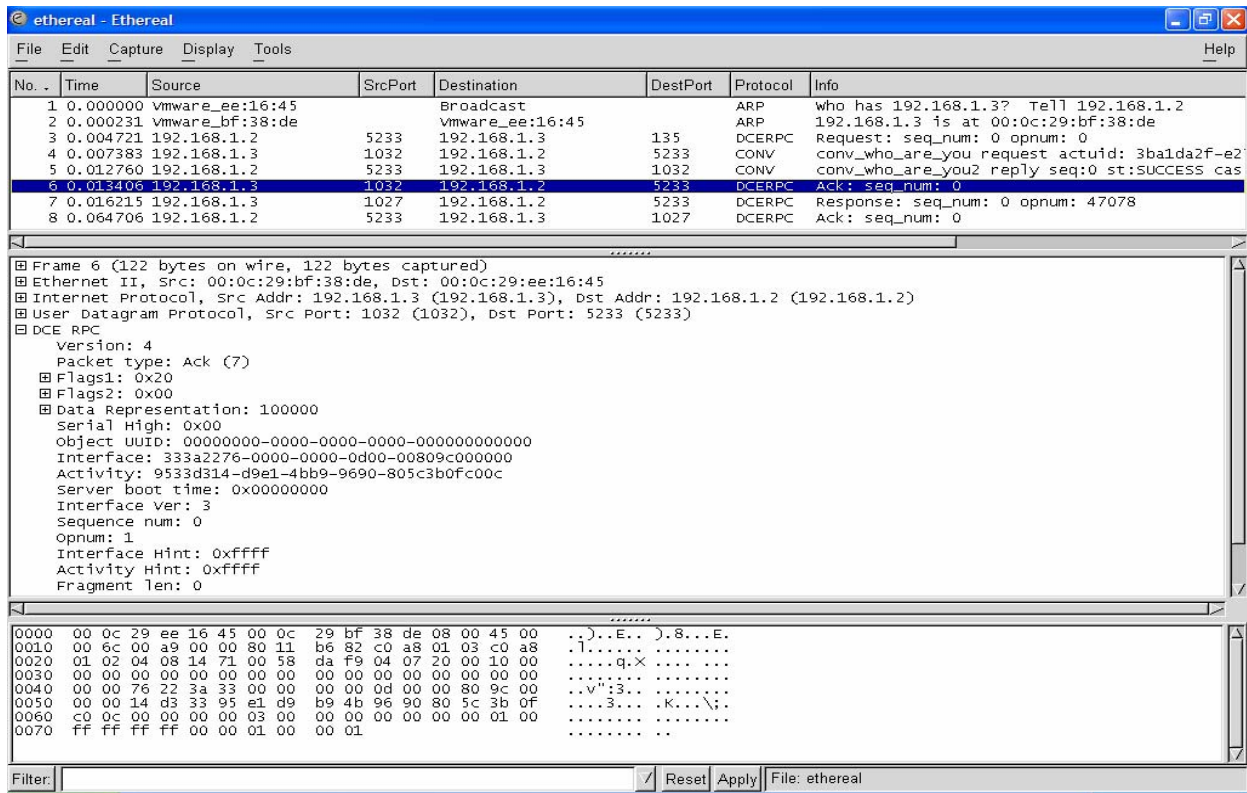 ethereal - Ethereal
File Edit Capture Display Tools Help
No. . Time Source SrcPort Destination DestPort Protocol Info
1 0.000000 Vmware_ee:16:45 Broadcast ARP who has 192.168.1.3? Tell 192.168.1.2
2 0.000231 Vmware_bf:38:de Vmware_ee:16:45 ARP 192.168.1.3 is at 00:0c:29:bf:38:de
3 0.004721 192.168.1.2 5233 192.168.1.3 135 DCERPC Request: seq_num: 0 opnum: 0
4 0.007383 192.168.1.3 1032 192.168.1.2 5233 CONV conv_who_are_you request actuid: 3ba1da2f-e2
5 0.012760 192.168.1.2 5233 192.168.1.3 1032 CONV conv_who_are_you2 reply seq:0 st:SUCCESS cas
6 0.013406 192.168.1.3 1032 192.168.1.2 5233 DCERPC Ack: seq_num: 0
7 0.016215 192.168.1.3 1027 192.168.1.2 5233 DCERPC Response: seq_num: 0 opnum: 47078
8 0.064706 192.168.1.2 5233 192.168.1.3 1027 DCERPC Ack: seq_num: 0
Frame 6 (122 bytes on wire, 122 bytes captured)
Ethernet II, Src: 00:0c:29:bf:38:de, Dst: 00:0c:29:ee:16:45
Internet Protocol, Src Addr: 192.168.1.3 (192.168.1.3), Dst Addr: 192.168.1.2 (192.168.1.2)
User Datagram Protocol, Src Port: 1032 (1032), Dst Port: 5233 (5233)
DCE RPC
Version: 4
Packet type: Ack (7)
Flags1: 0x20
Flags2: 0x00
Data Representation: 100000
Serial High: 0x00
Object UUID: 00000000-0000-0000-0000-000000000000
Interface: 333a2276-0000-0000-0d00-00809c000000
Activity: 9533d314-d9e1-4bb9-9690-805c3b0fc00c
Server boot time: 0x00000000
Interface Ver: 3
Sequence num: 0
Opnum: 1
Interface Hint: 0xffff
Activity Hint: 0xffff
Fragment len: 0
0000 00 0c 29 ee 16 45 00 0c 29 bf 38 de 08 00 45 00 ..)..E.. ).8...E.
0010 00 6c 00 a9 00 00 80 11 b6 82 c0 a8 01 03 c0 a8 .l...... ........
0020 01 02 04 08 14 71 00 58 da f9 04 07 20 00 10 00 .....q.X .... ...
0030 00 00 00 00 00 00 00 00 00 00 00 00 00 00 00 00 ........ ........
0040 00 00 76 22 3a 33 00 00 00 00 0d 00 00 80 9c 00 ..v":3.. ........
0050 00 00 14 d3 33 95 e1 d9 b9 4b 96 90 80 5c 3b 0f ....3... .K...\;.
0060 c0 0c 00 00 00 00 03 00 00 00 00 00 00 00 01 00 ........ ........
0070 ff ff ff ff 00 00 01 00 00 01 ........ ..
Filter: Reset Apply File: ethereal